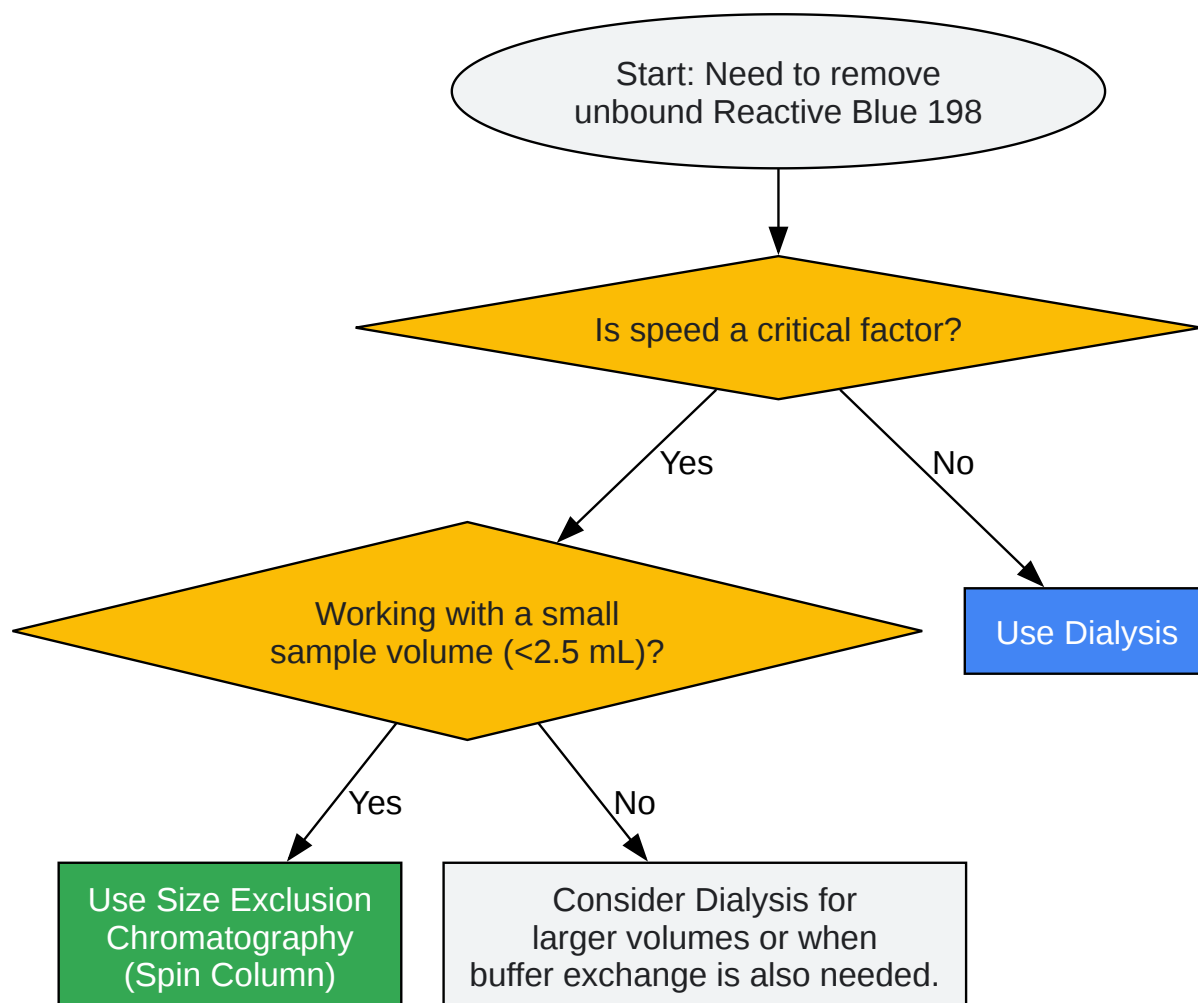 Start: Need to remove
unbound Reactive Blue 198
Is speed a critical factor?
Yes
No
Working with a small
sample volume (<2.5 mL)?
Use Dialysis
Yes
No
Use Size Exclusion
Chromatography
(Spin Column)
Consider Dialysis for
larger volumes or when
buffer exchange is also needed.